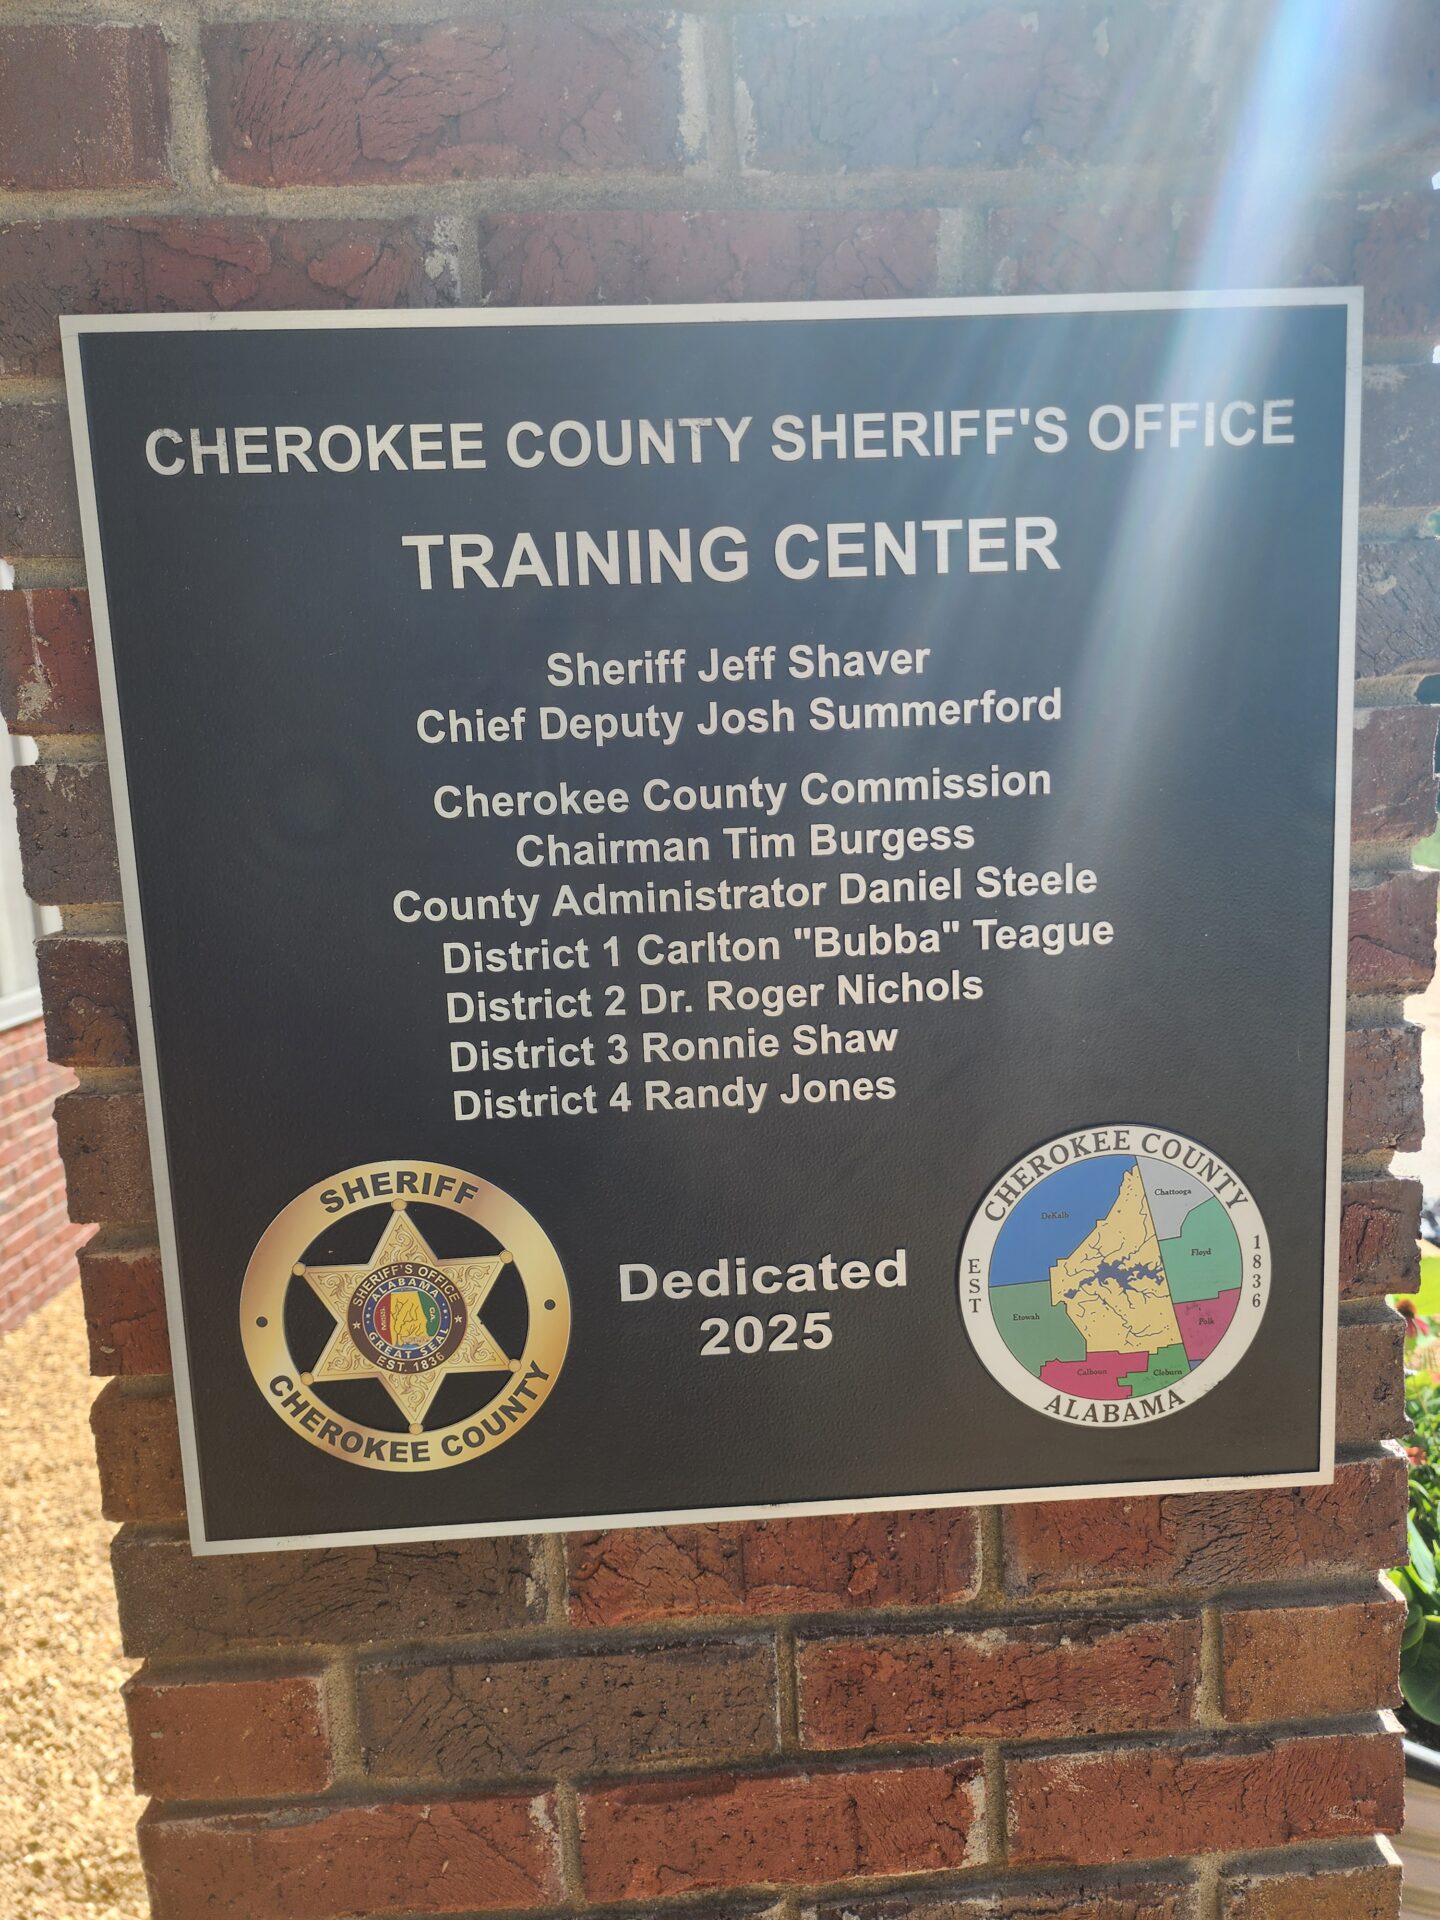 CHEROKEE COUNTY SHERIFF'S OFFICE
TRAINING CENTER
Sheriff Jeff Shaver
Chief Deputy Josh Summerford
Cherokee County Commission
Chairman Tim Burgess
County Administrator Daniel Steele
District 1 Carlton "Bubba" Teague
District 2 Dr. Roger Nichols
District 3 Ronnie Shaw
District 4 Randy Jones
SHERIFF
SHERIFF'S OFFICE
ALABAMA
MISS.
GA.
GREAT SEAL
EST. 1836
CHEROKEE COUNTY
Dedicated
2025
CHEROKEE COUNTY
EST
1836
DeKalb
Chattooga
Floyd
Etowah
Polk
Calhoun
Cleburn
ALABAMA